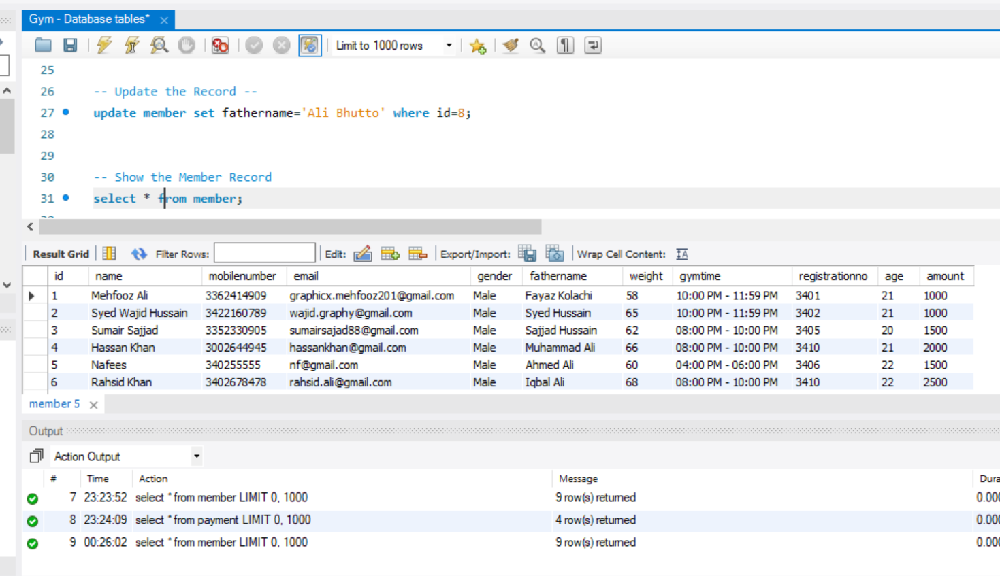 Gym - Database tables*
Limit to 1000 rows
25
26 -- Update the Record --
27 update member set fathername='Ali Bhutto' where id=8;
28
29
30 -- Show the Member Record
31 select * from member;
Result Grid Filter Rows: Edit: Export/Import: Wrap Cell Content:
id name mobilenumber email gender fathername weight gymtime registrationno age amount
1 Mehfooz Ali 3362414909 graphicx.mehfooz201@gmail.com Male Fayaz Kolachi 58 10:00 PM - 11:59 PM 3401 21 1000
2 Syed Wajid Hussain 3422160789 wajid.graphy@gmail.com Male Syed Hussain 65 10:00 PM - 11:59 PM 3402 21 1000
3 Sumair Sajjad 3352330905 sumairsajad88@gmail.com Male Sajjad Hussain 62 08:00 PM - 10:00 PM 3405 20 1500
4 Hassan Khan 3002644945 hassankhan@gmail.com Male Muhammad Ali 66 08:00 PM - 10:00 PM 3410 21 2000
5 Nafees 340255555 nf@gmail.com Male Ahmed Ali 60 04:00 PM - 06:00 PM 3406 22 1500
6 Rahsid Khan 3402678478 rahsid.ali@gmail.com Male Iqbal Ali 68 08:00 PM - 10:00 PM 3410 22 2500
member 5
Output
Action Output
# Time Action Message Dura
7 23:23:52 select * from member LIMIT 0, 1000 9 row(s) returned 0.000
8 23:24:09 select * from payment LIMIT 0, 1000 4 row(s) returned 0.000
9 00:26:02 select * from member LIMIT 0, 1000 9 row(s) returned 0.000